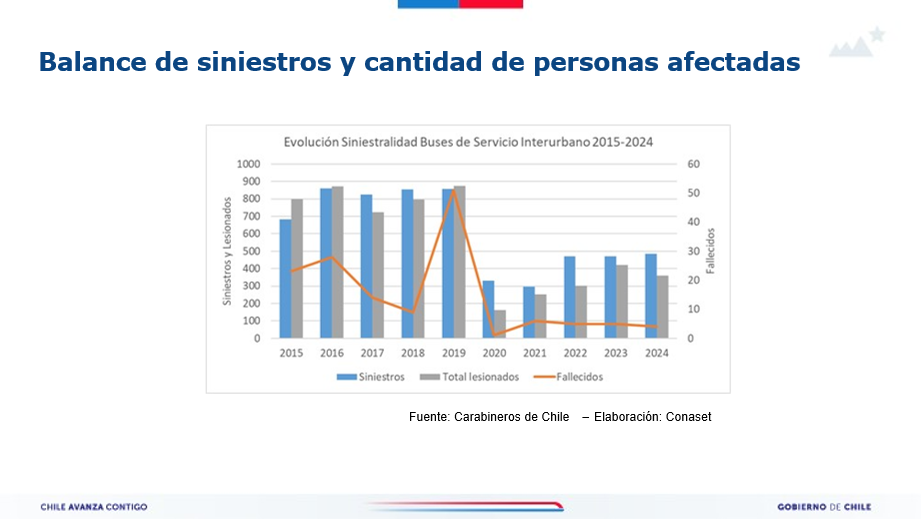 Balance de siniestros y cantidad de personas afectadas
Evolución Siniestralidad Buses de Servicio Interurbano 2015-2024
Siniestros y Lesionados
1000
900
800
700
600
500
400
300
200
100
0
60
50
40
30
20
10
0
Fallecidos
2015 2016 2017 2018 2019 2020 2021 2022 2023 2024
Siniestros Total lesionados Fallecidos
Fuente: Carabineros de Chile – Elaboración: Conaset
CHILE AVANZA CONTIGO GOBIERNO DE CHILE